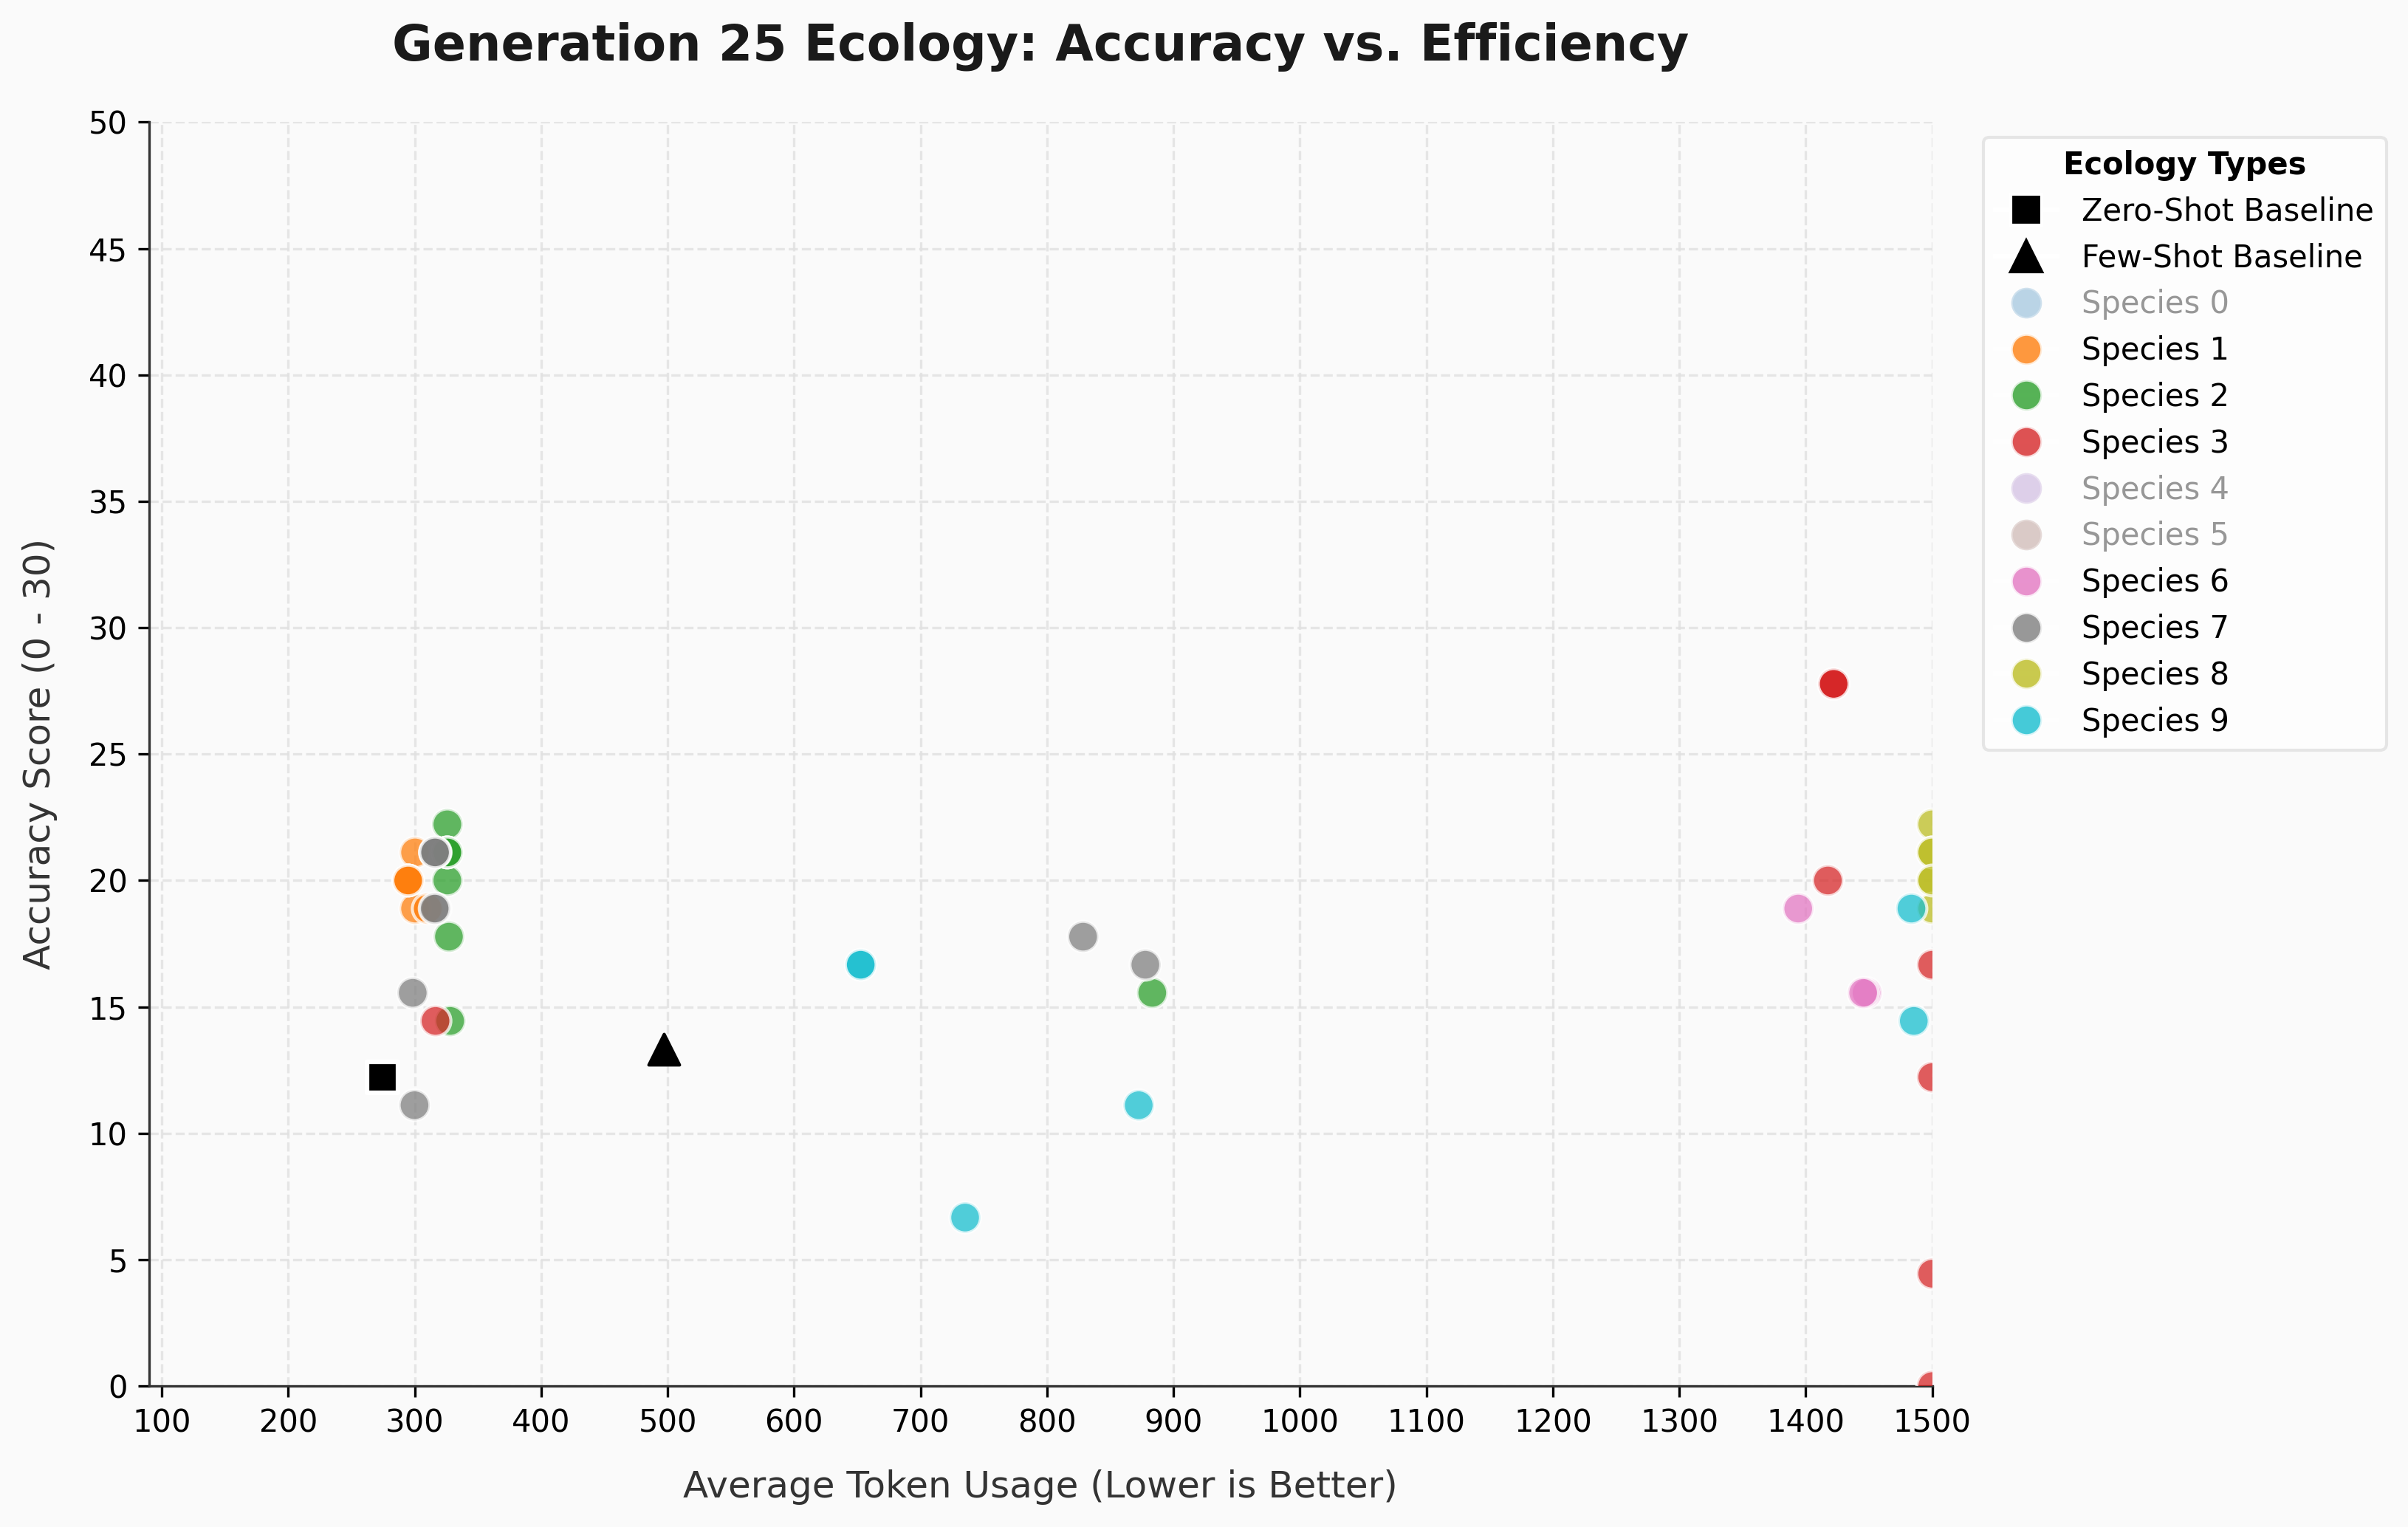 Generation 25 Ecology: Accuracy vs. Efficiency
50
45
40
35
30
25
20
15
10
5
0
Accuracy Score (0 - 30)
100 200 300 400 500 600 700 800 900 1000 1100 1200 1300 1400 1500
Average Token Usage (Lower is Better)
Ecology Types
Zero-Shot Baseline
Few-Shot Baseline
Species 0
Species 1
Species 2
Species 3
Species 4
Species 5
Species 6
Species 7
Species 8
Species 9